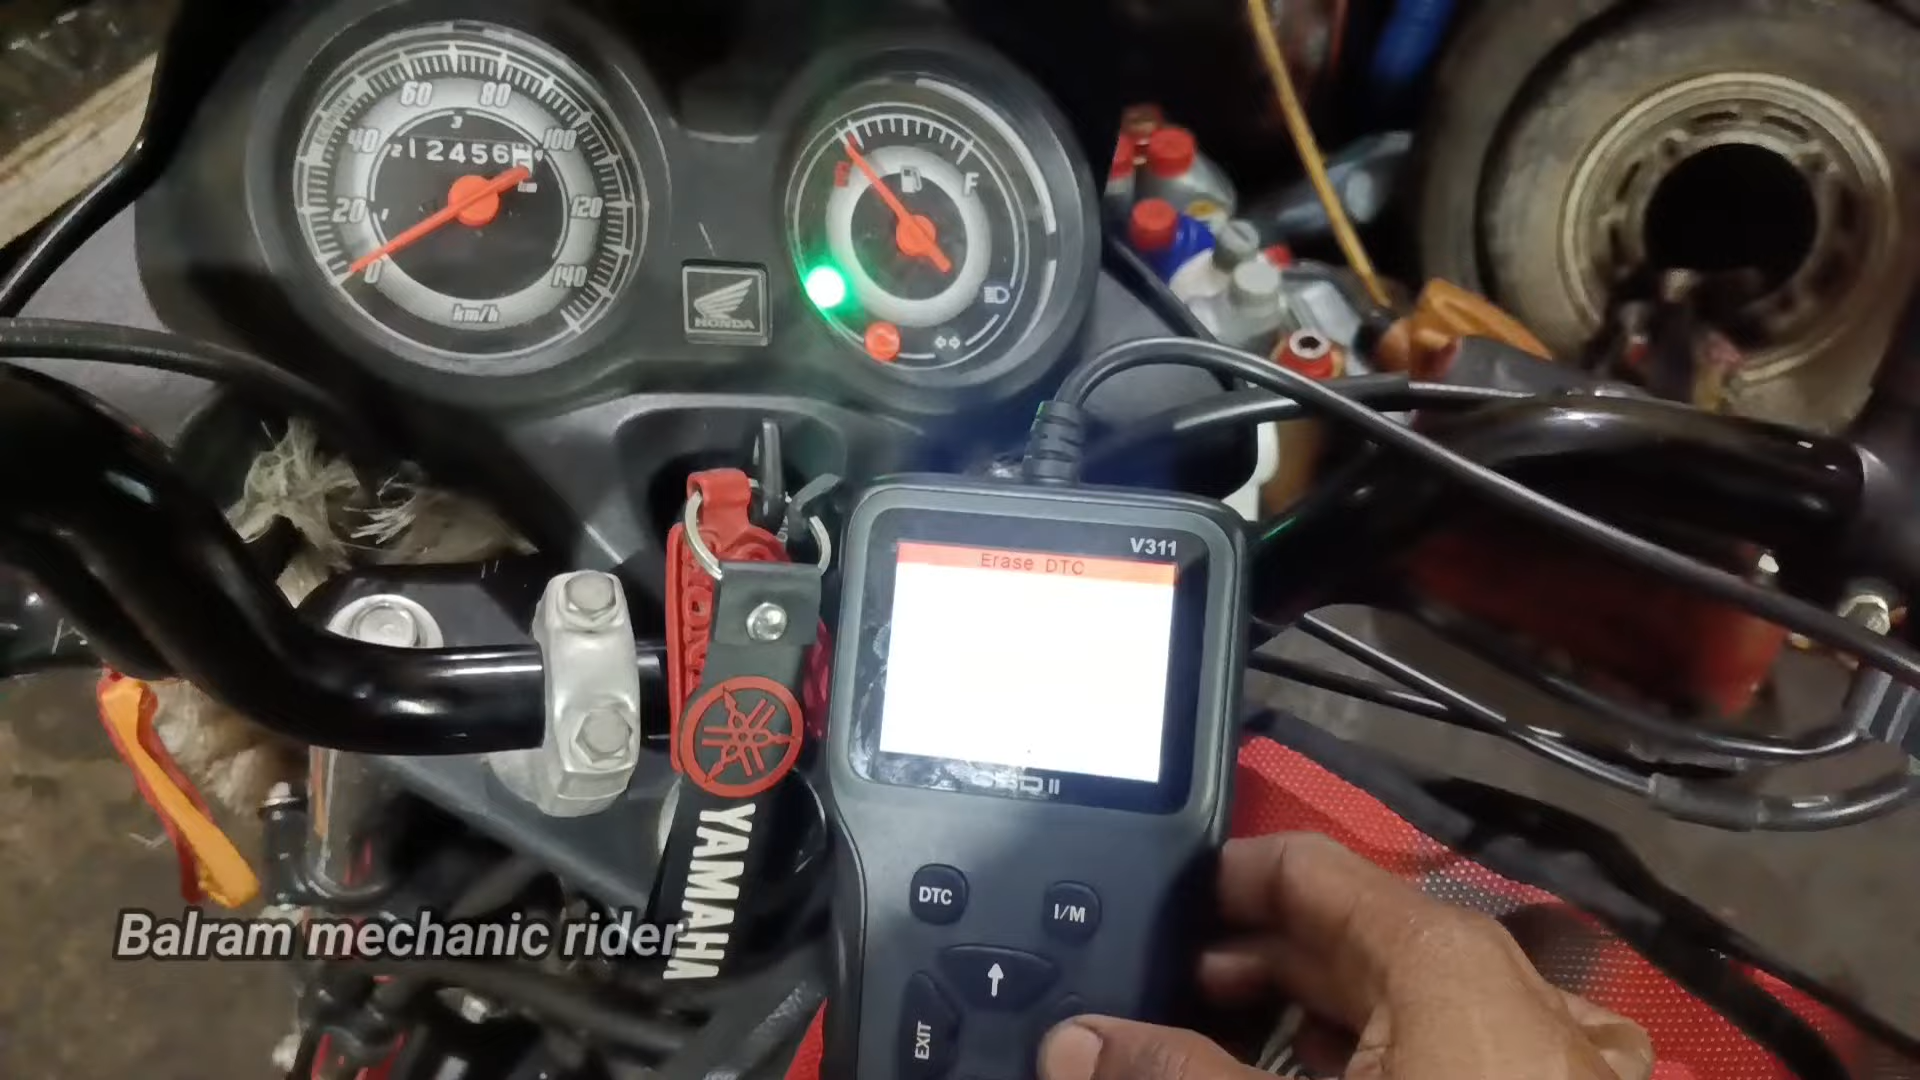 60
80
40
100
12456
20
120
0
140
km/h
km
F
HONDA
V311
Erase DTC
OBD II
YAMAHA
DTC
I/M
EXIT
Balram mechanic rider